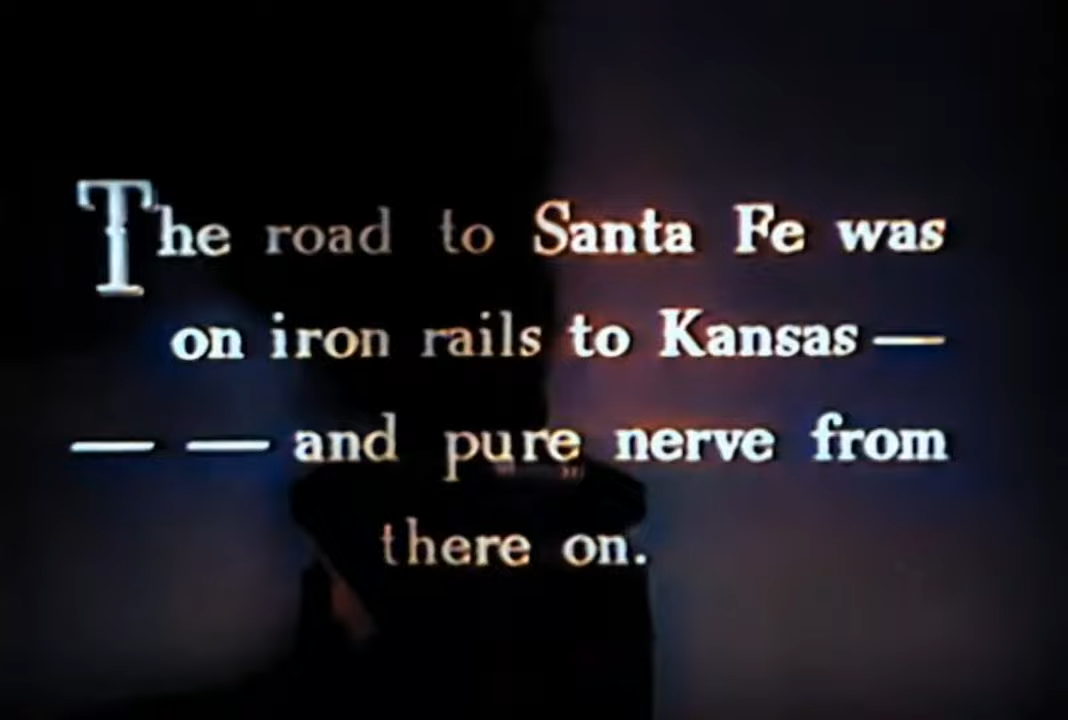 The road to Santa Fe was
on iron rails to Kansas —
— — and pure nerve from
there on.